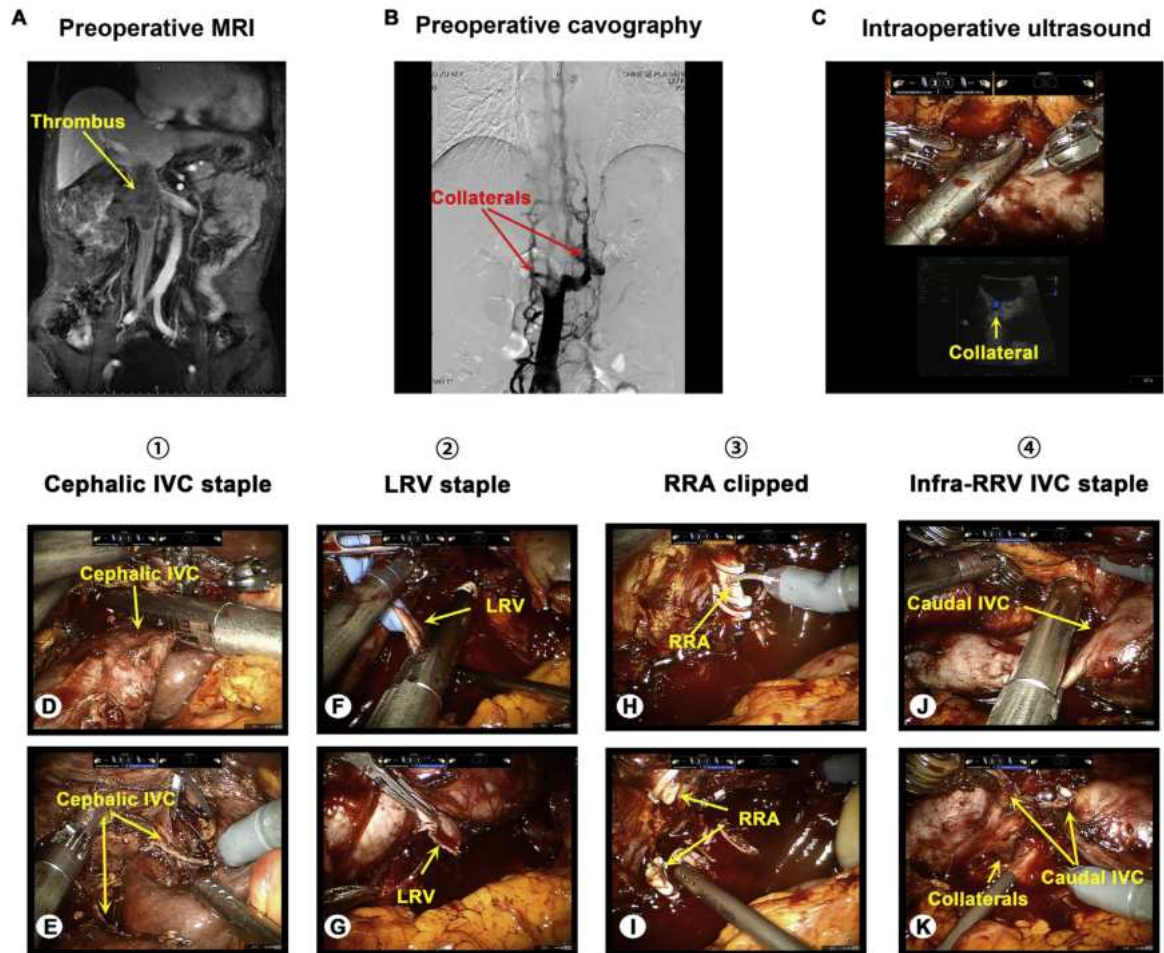 A
Preoperative MRI
B
Preoperative cavography
C
Intraoperative ultrasound
Thrombus
Collaterals
Collateral
①
Cephalic IVC staple
②
LRV staple
③
RRA clipped
④
Infra-RRV IVC staple
Cephalic IVC
D
LRV
F
RRA
H
Caudal IVC
J
Cephalic IVC
E
LRV
G
RRA
I
Caudal IVC
Collaterals
K